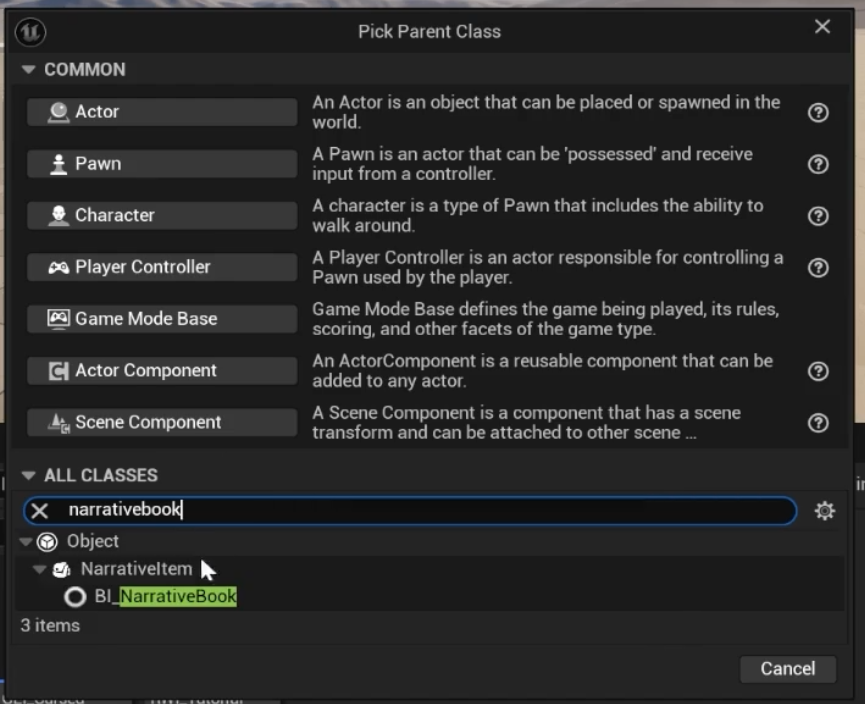 Pick Parent Class
COMMON
Actor
An Actor is an object that can be placed or spawned in the
world.
Pawn
A Pawn is an actor that can be 'possessed' and receive
input from a controller.
Character
A character is a type of Pawn that includes the ability to
walk around.
Player Controller
A Player Controller is an actor responsible for controlling a
Pawn used by the player.
Game Mode Base
Game Mode Base defines the game being played, its rules,
scoring, and other facets of the game type.
Actor Component
An ActorComponent is a reusable component that can be
added to any actor.
Scene Component
A Scene Component is a component that has a scene
transform and can be attached to other scene ...
ALL CLASSES
narrativebook
Object
NarrativeItem
BI_NarrativeBook
3 items
Cancel